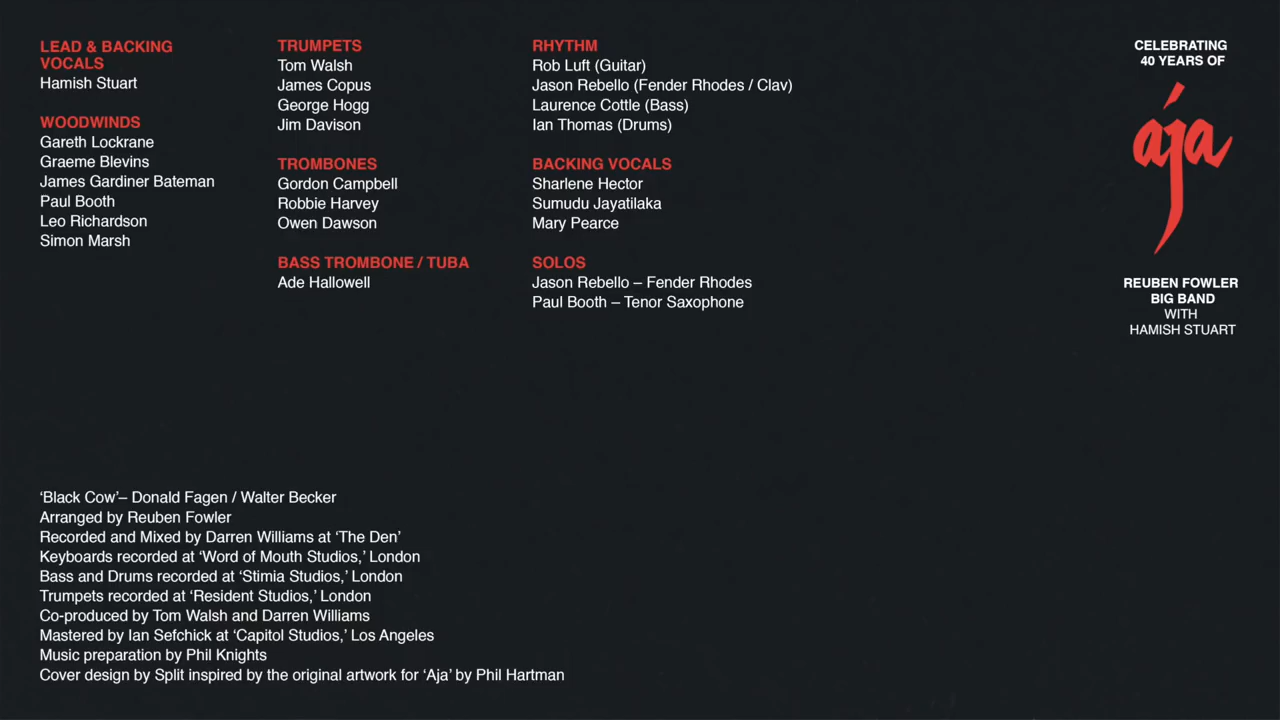 LEAD & BACKING
VOCALS
Hamish Stuart
WOODWINDS
Gareth Lockrane
Graeme Blevins
James Gardiner Bateman
Paul Booth
Leo Richardson
Simon Marsh
TRUMPETS
Tom Walsh
James Copus
George Hogg
Jim Davison
TROMBONES
Gordon Campbell
Robbie Harvey
Owen Dawson
BASS TROMBONE / TUBA
Ade Hallowell
RHYTHM
Rob Luft (Guitar)
Jason Rebello (Fender Rhodes / Clav)
Laurence Cottle (Bass)
Ian Thomas (Drums)
BACKING VOCALS
Sharlene Hector
Sumudu Jayatilaka
Mary Pearce
SOLOS
Jason Rebello – Fender Rhodes
Paul Booth – Tenor Saxophone
CELEBRATING
40 YEARS OF
aja
REUBEN FOWLER
BIG BAND
WITH
HAMISH STUART
‘Black Cow’– Donald Fagen / Walter Becker
Arranged by Reuben Fowler
Recorded and Mixed by Darren Williams at ‘The Den’
Keyboards recorded at ‘Word of Mouth Studios,’ London
Bass and Drums recorded at ‘Stimia Studios,’ London
Trumpets recorded at ‘Resident Studios,’ London
Co-produced by Tom Walsh and Darren Williams
Mastered by Ian Sefchick at ‘Capitol Studios,’ Los Angeles
Music preparation by Phil Knights
Cover design by Split inspired by the original artwork for ‘Aja’ by Phil Hartman